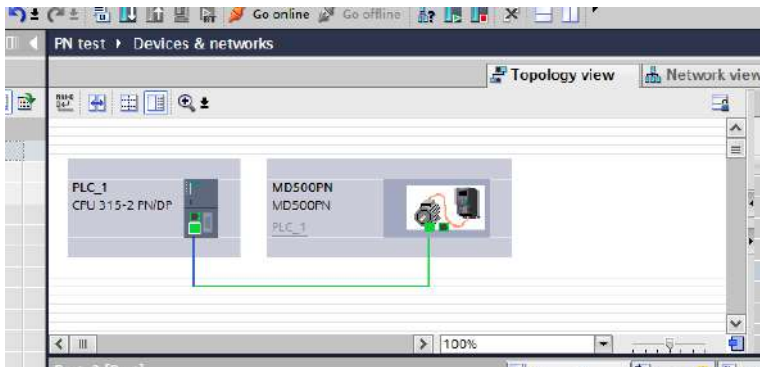 Go online Go offline
PN test Devices & networks
Topology view Network view
PLC_1
CPU 315-2 PN/DP
MD500PN
MD500PN
PLC_1
100%